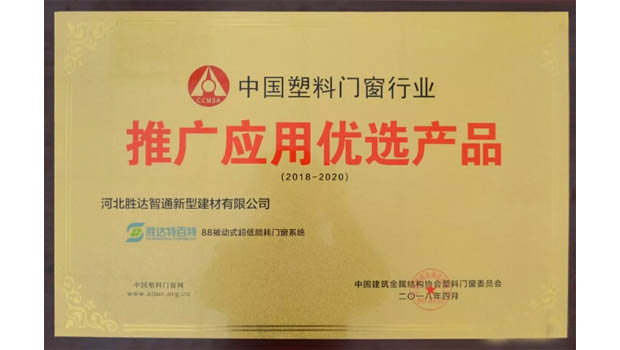 CCMSA
中国塑料门窗行业
推广应用优选产品
(2018-2020)
河北胜达智通新型建材有限公司
胜达特百特 88被动式超低能耗门窗系统
中国塑料门窗网
www.simc.org.cn
中国建筑金属结构协会塑料门窗委员会
二〇一八年四月